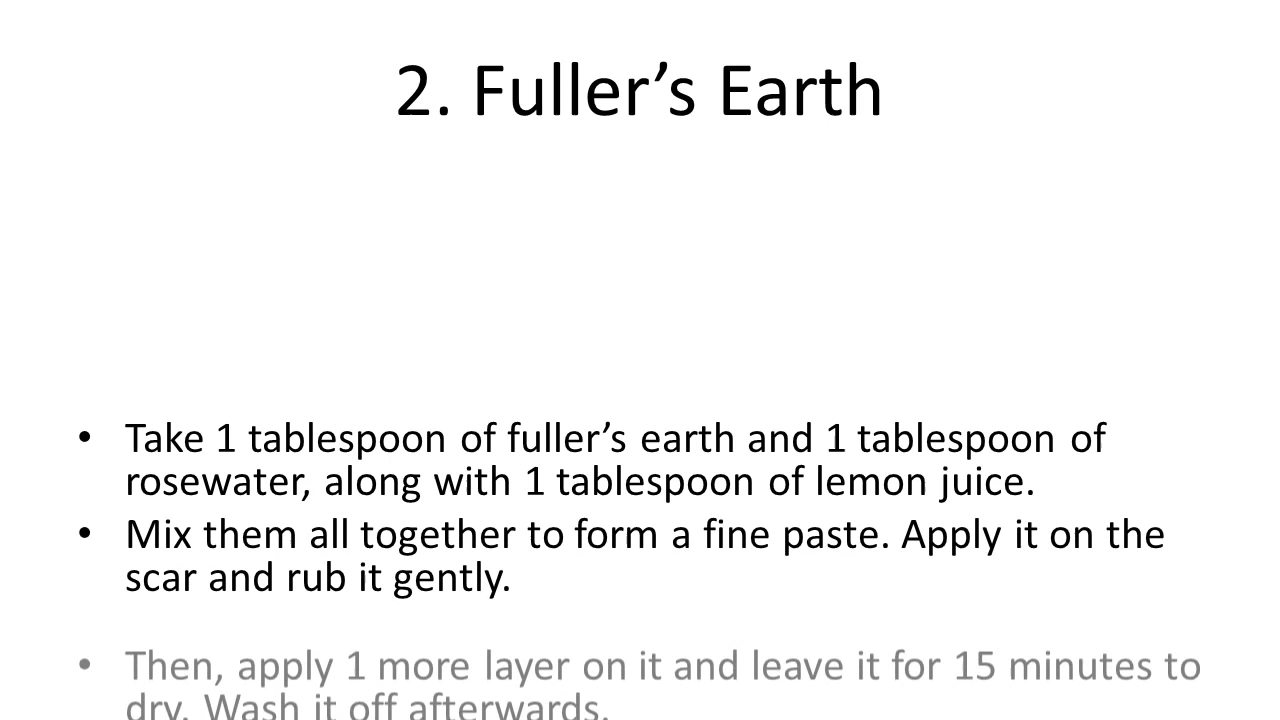 2. Fuller’s Earth
• Take 1 tablespoon of fuller’s earth and 1 tablespoon of
rosewater, along with 1 tablespoon of lemon juice.
• Mix them all together to form a fine paste. Apply it on the
scar and rub it gently.
• Then, apply 1 more layer on it and leave it for 15 minutes to
dry. Wash it off afterwards.